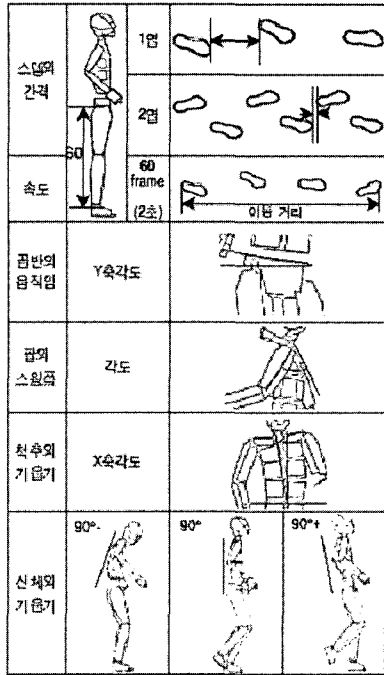 스텝의
간격
60
1명
2명
속도
60
frame
(2초)
이동 거리
골반의
움직임
Y축각도
팔의
스윙폭
각도
척추의
기울기
X축각도
신체의
기울기
90°-
90°
90°+